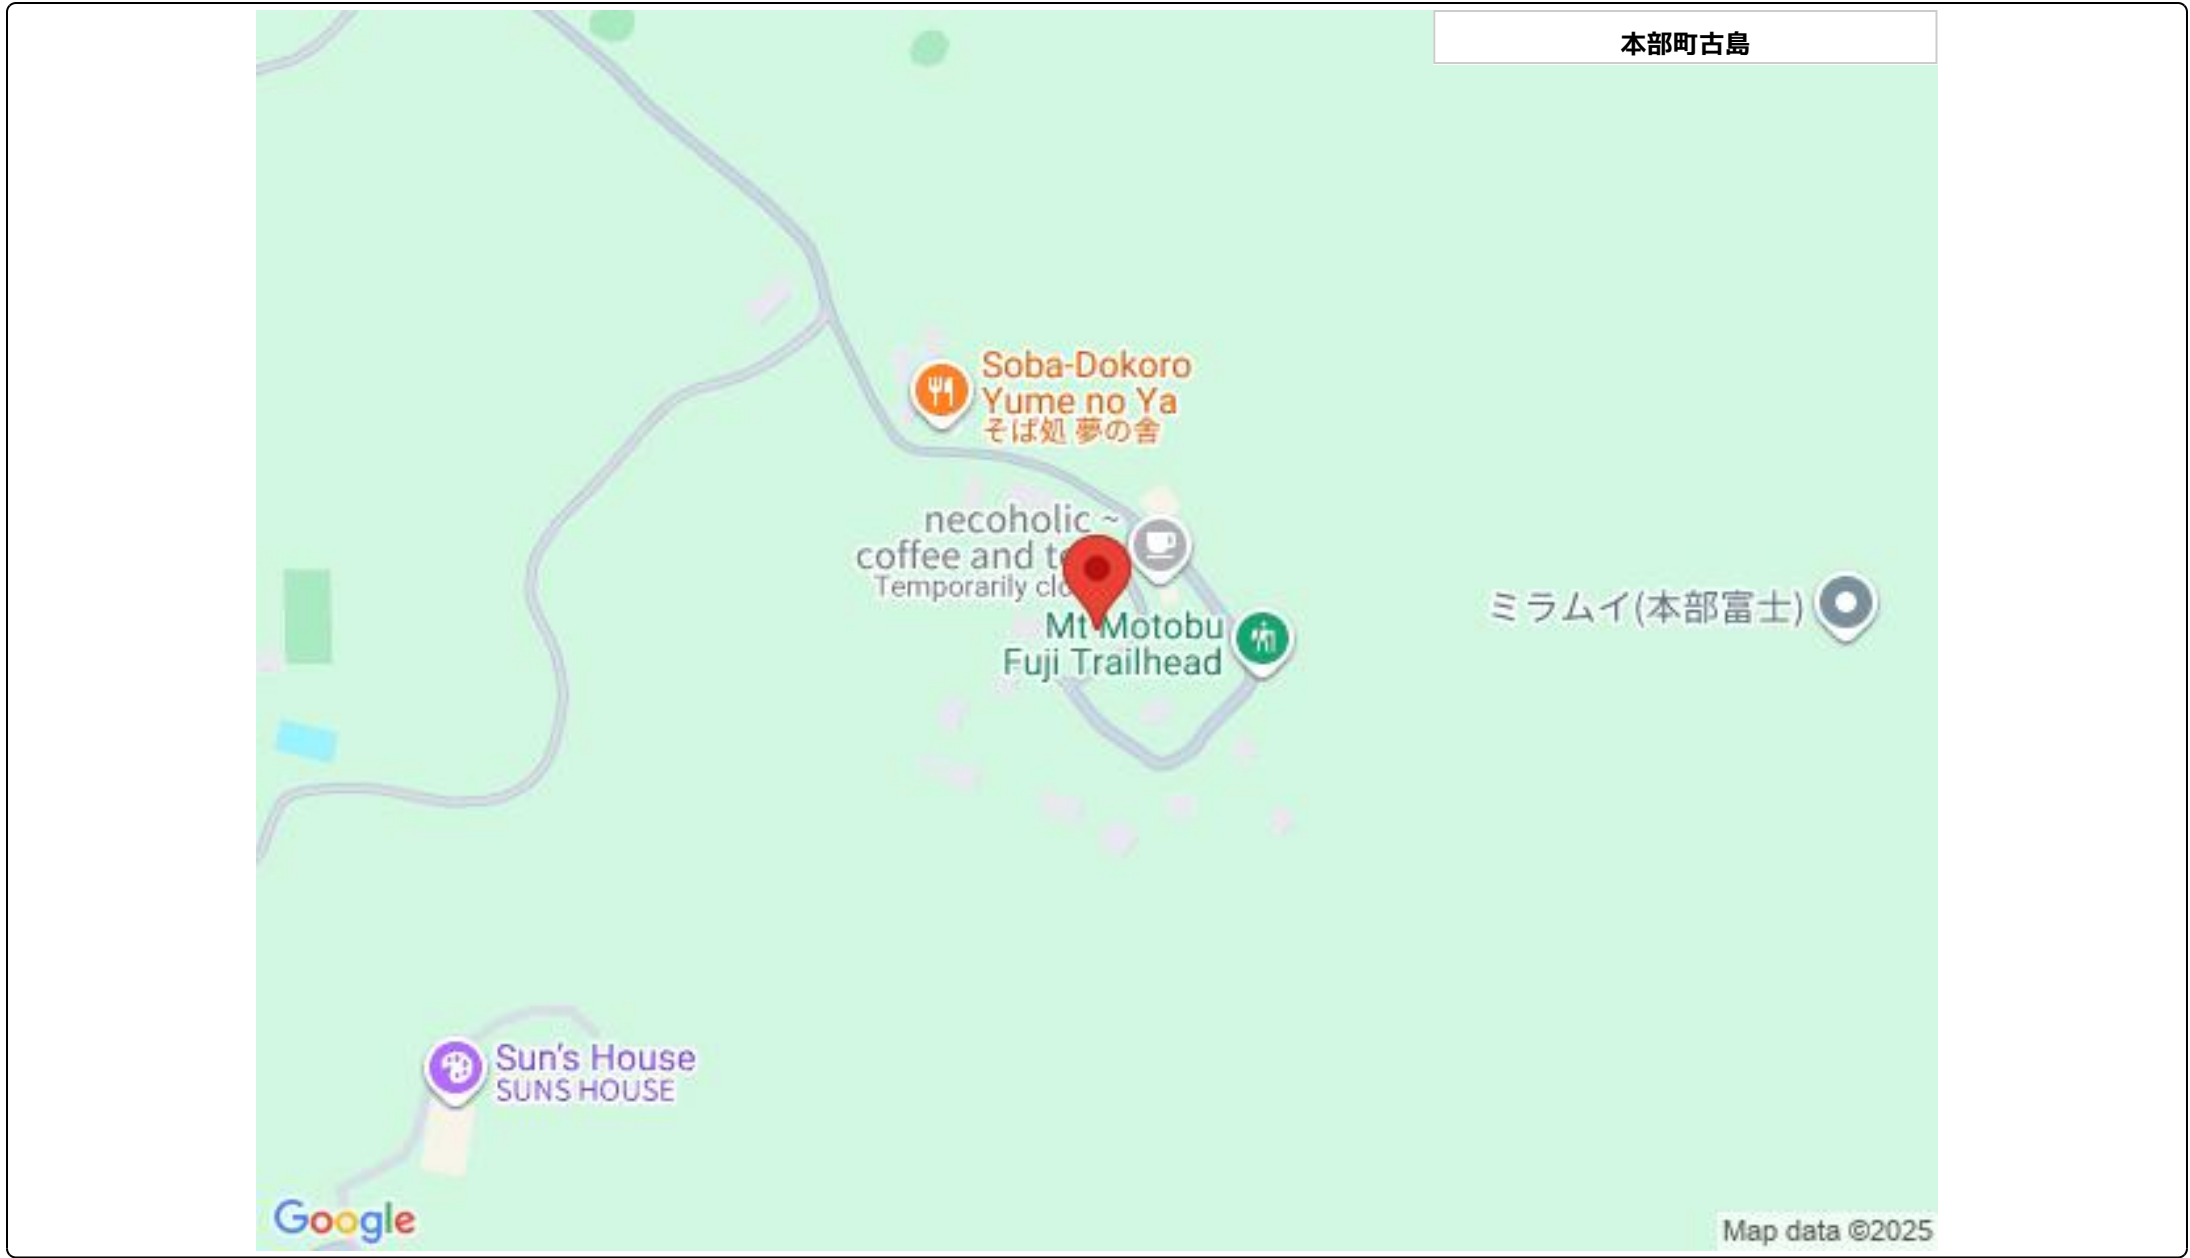 本部町古島
Soba-Dokoro
Yume no Ya
そば処 夢の舎
necoholic ~
coffee and
Temporarily
Mt Motobu
Fuji Trailhead
ミラムイ(本部富士)
Sun's House
SUNS HOUSE
Google
Map data ©2025